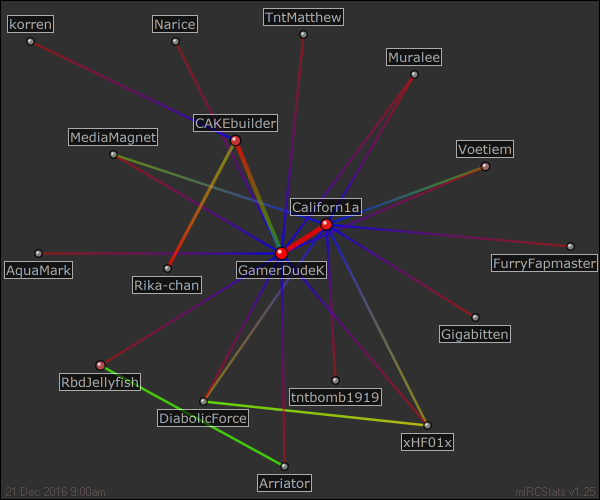 korren
Narice
TntMatthew
Muralee
CAKEbuilder
MediaMagnet
Voetiem
Californ1a
AquaMark
Rika-chan
GamerDudeK
FurryFapmaster
Gigabitten
RbdJellyfish
tntbomb1919
DiabolicForce
xHF01x
Arriator
21 Dec 2016 9:00am
mIRCStats v1.25